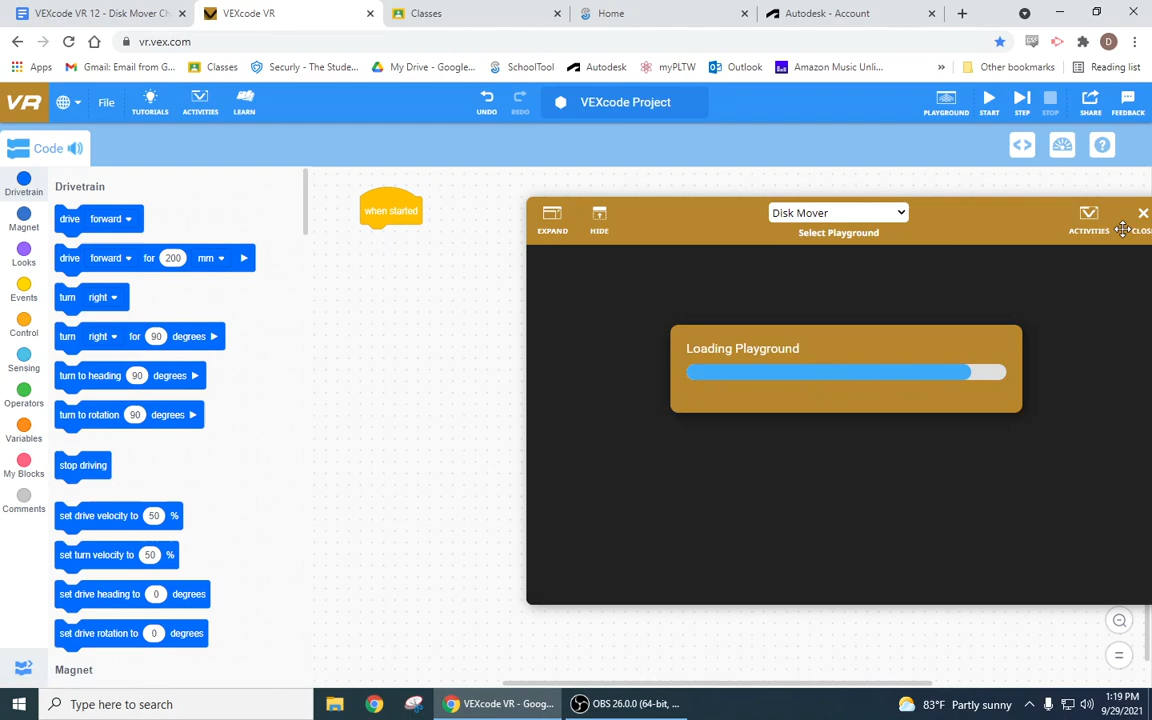 VEXcode VR 12 - Disk Mover Ch
VEXcode VR
Classes
Home
Autodesk - Account
vr.vex.com
D
Apps
Gmail: Email from G...
Classes
Securly - The Stude...
My Drive - Google...
SchoolTool
Autodesk
myPLTW
Outlook
Amazon Music Unli...
»
Other bookmarks
Reading list
VR
File
TUTORIALS
ACTIVITIES
LEARN
UNDO
REDO
VEXcode Project
PLAYGROUND
START
STEP
STOP
SHARE
FEEDBACK
Code
Drivetrain
Magnet
Looks
Events
Control
Sensing
Operators
Variables
My Blocks
Comments
Drivetrain
drive forward
drive forward for 200 mm
turn right
turn right for 90 degrees
turn to heading 90 degrees
turn to rotation 90 degrees
stop driving
set drive velocity to 50 %
set turn velocity to 50 %
set drive heading to 0 degrees
set drive rotation to 0 degrees
Magnet
when started
EXPAND
HIDE
Disk Mover
Select Playground
ACTIVITIES
CLOSE
Loading Playground
Type here to search
VEXcode VR - Goog...
OBS 26.0.0 (64-bit, ...
83°F Partly sunny
1:19 PM
9/29/2021